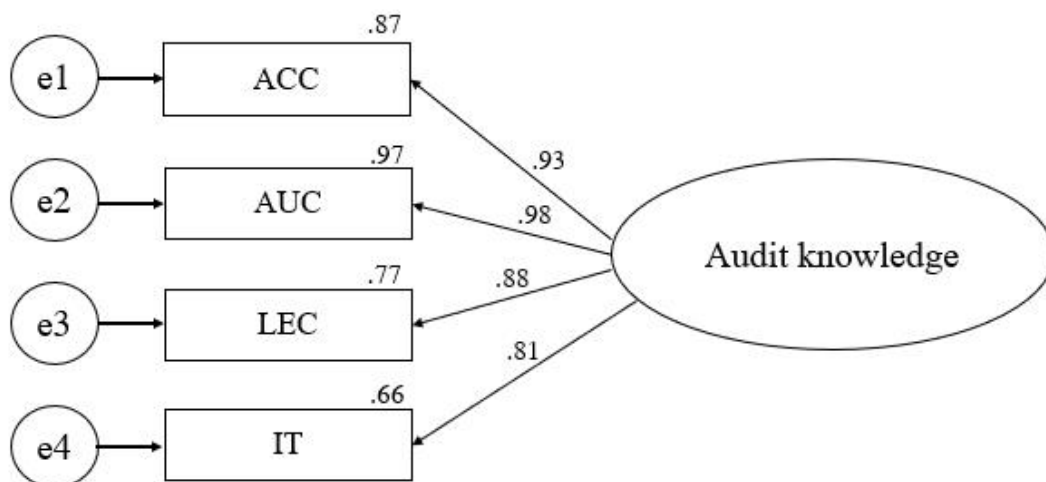 .87
e1
ACC
.93
.97
e2
AUC
.98
Audit knowledge
.77
.88
e3
LEC
.81
.66
e4
IT